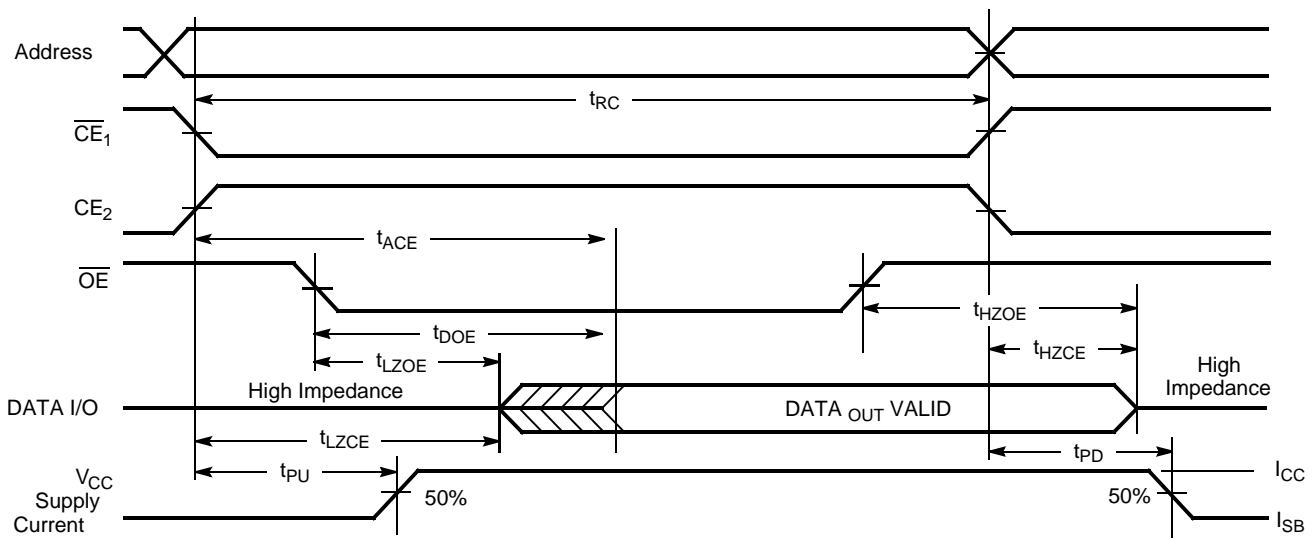 Address
tRC
CE1
CE2
tACE
OE
tHZOE
tDOE
tLZOE
tHZCE
High Impedance
High
Impedance
DATA I/O
DATA OUT VALID
tLZCE
tPU
tPD
VCC
Supply
Current
50%
50%
ICC
ISB